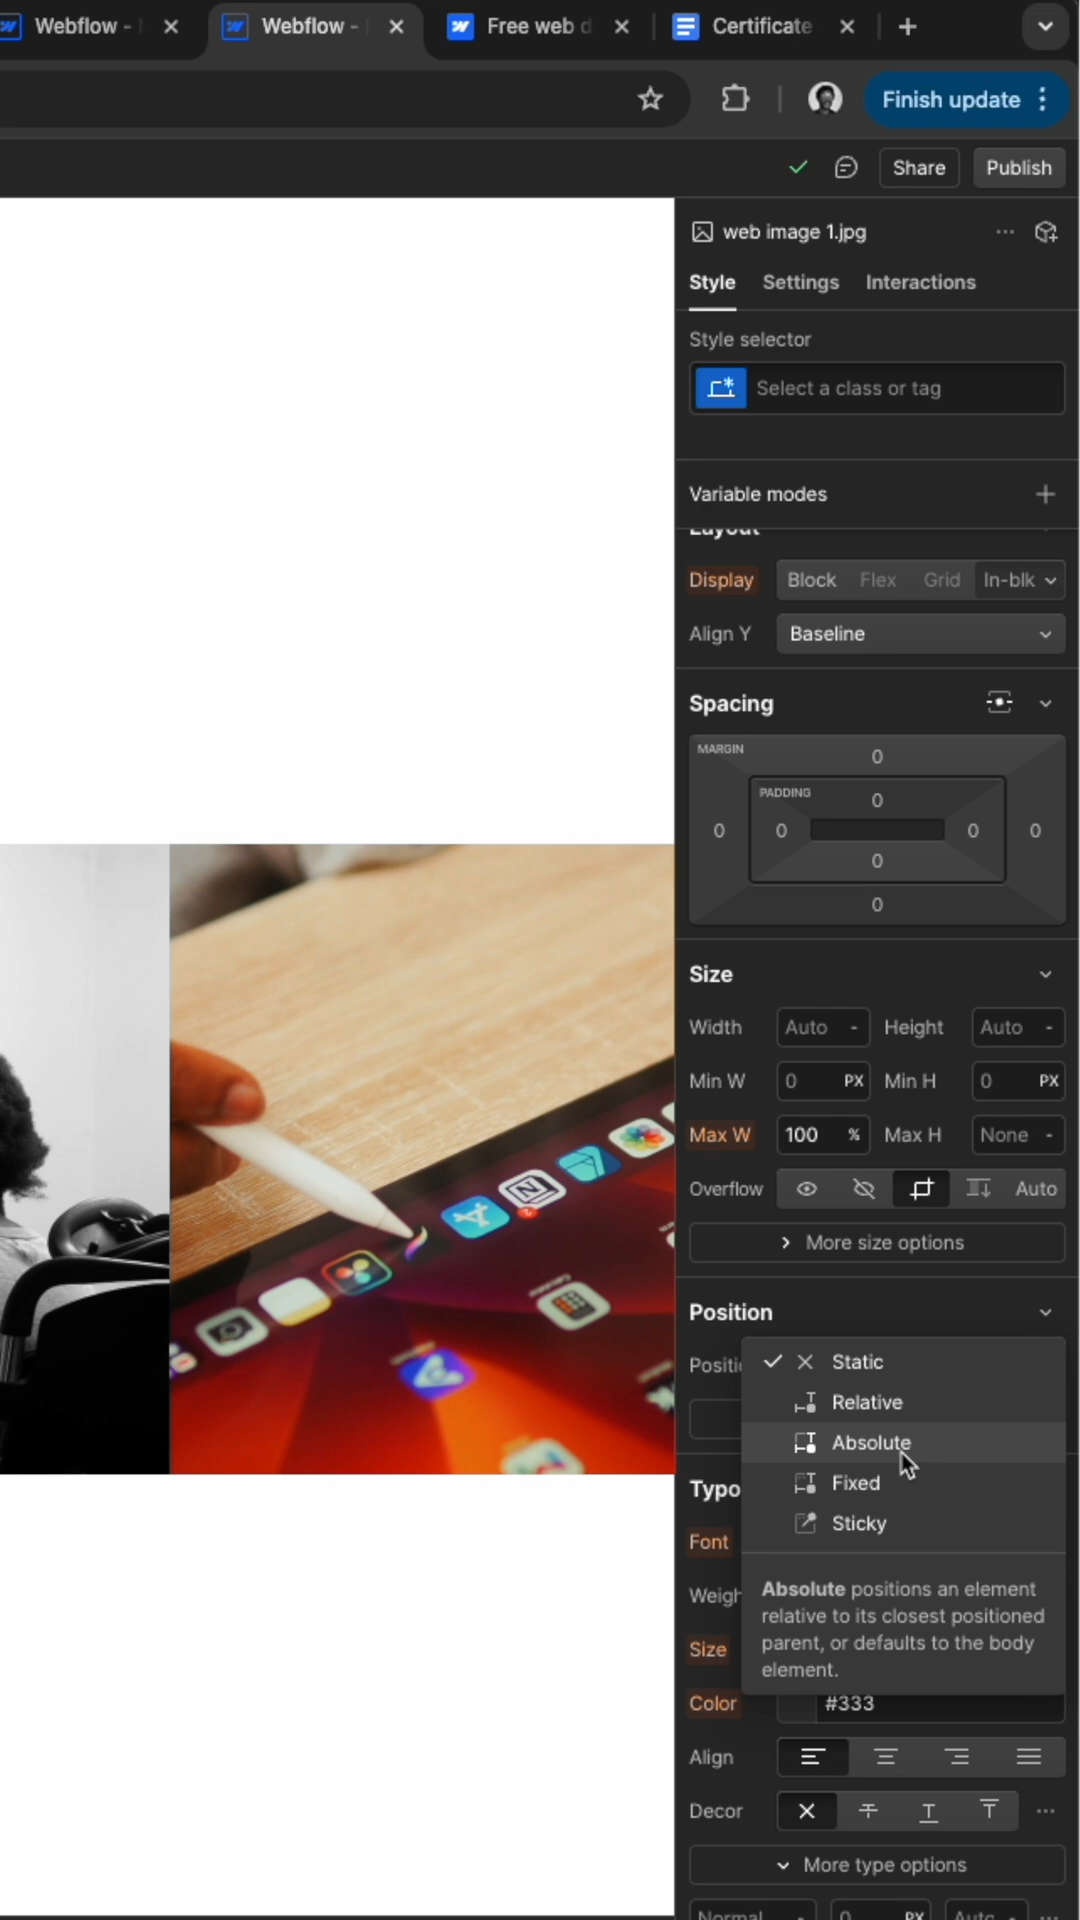 Webflow -
Webflow -
Free web d
Certificate
Finish update
Share
Publish
web image 1.jpg
Style
Settings
Interactions
Style selector
Select a class or tag
Variable modes
Layout
Display
Block
Flex
Grid
In-blk
Align Y
Baseline
Spacing
MARGIN
0
PADDING
0
0
0
0
0
0
0
Size
Width
Auto -
Height
Auto -
Min W
0 PX
Min H
0 PX
Max W
100 %
Max H
None -
Overflow
Auto
More size options
Position
Positi
Static
Relative
Absolute
Fixed
Sticky
Absolute positions an element
relative to its closest positioned
parent, or defaults to the body
element.
Typo
Font
Weigh
Size
Color
#333
Align
Decor
More type options
Normal -
0 PX
Auto -